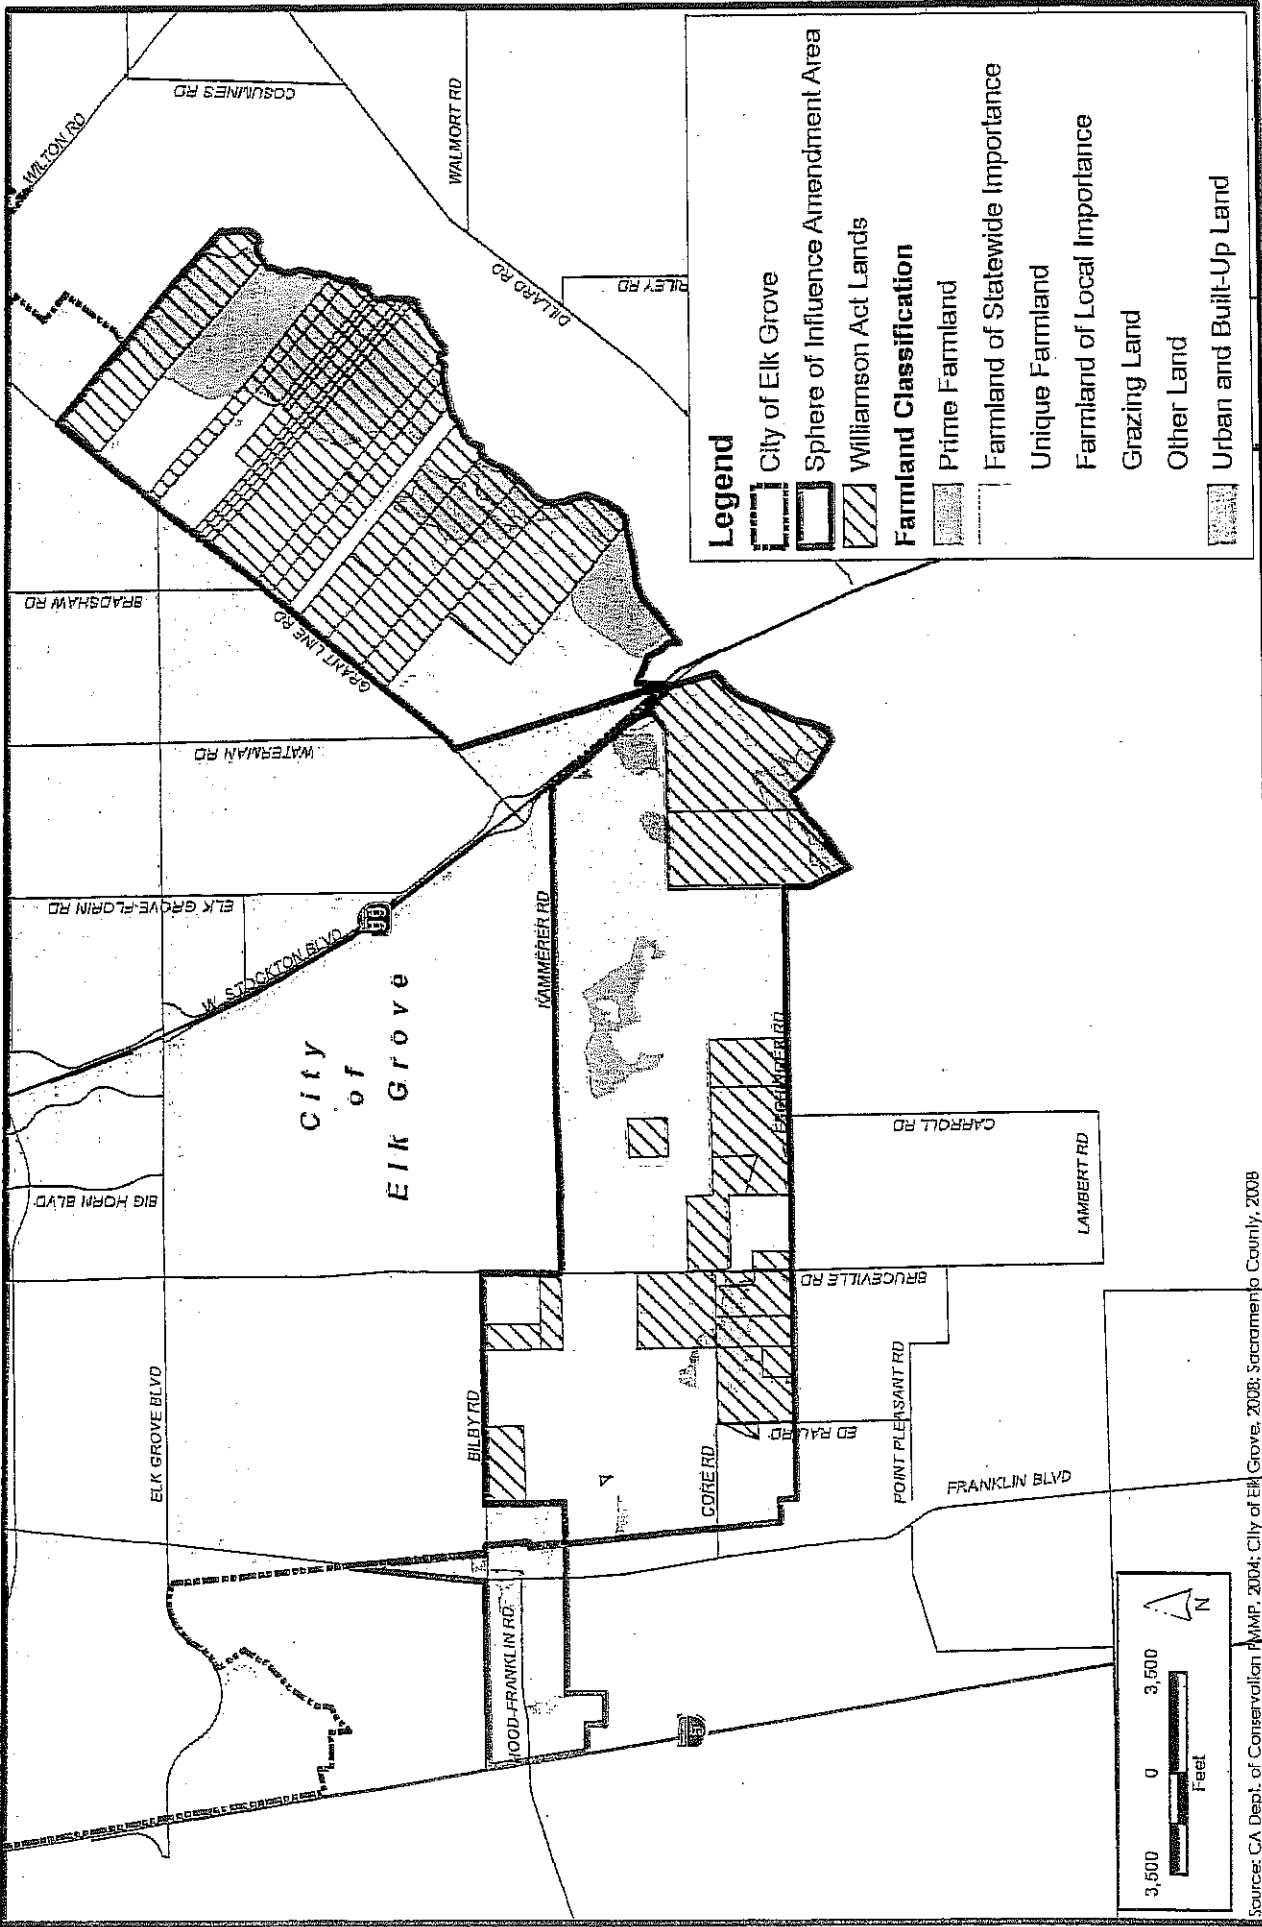 WILTON RD
COSUMNES RD
WALMORT RD
DILLARD RD
RILEY RD
BRADSHAW RD
GRANT LINE RD
WATERMAN RD
ELK GROVE-FLORIN RD
W STOCKTON BLVD
99
City
of
Elk Grove
KAMMERER RD
BIG HORN BLVD
CARROLL RD
LAMBERT RD
BRUCEVILLE RD
ELK GROVE BLVD
BILBY RD
CORE RD
POINT PLEASANT RD
FRANKLIN BLVD
HOOD-FRANKLIN RD
Legend
City of Elk Grove
Sphere of Influence Amendment Area
Williamson Act Lands
Farmland Classification
Prime Farmland
Farmland of Statewide Importance
Unique Farmland
Farmland of Local Importance
Grazing Land
Other Land
Urban and Built-Up Land
3,500 0 3,500
Feet
N
Source: CA Dept. of Conservation FMMP, 2004; City of Elk Grove, 2008; Sacramento County, 2008